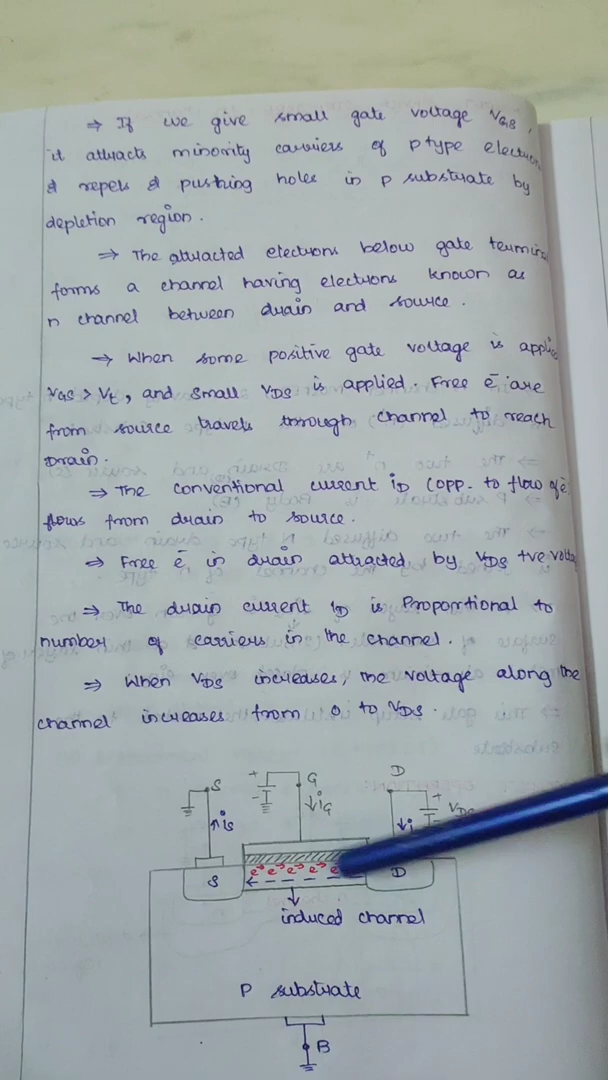 ⇒ If we give small gate voltage VGS,
it attracts minority carriers of p type electron
& repels & pushing holes in p substrate by
depletion region.
⇒ The attracted electrons below gate termin
forms a channel having electrons known as
n channel between drain and source.
→ When some positive gate voltage is applie
VGS > Vt, and small VDS is applied. Free ē are
from source travels through channel to reach
Drain.
⇒ The conventional current iD (opp. to flow of ē
flows from drain to source.
⇒ Free ē in drain attracted by VDS +ve volta
⇒ The drain current ID is Proportional to
number of carriers in the channel.
⇒ When VDS increases, the voltage along the
channel increases from 0 to VDS.
S G D
+ - ↓iG + - VDS
↑is ↓i
S e e e e e D
induced channel
P substrate
B